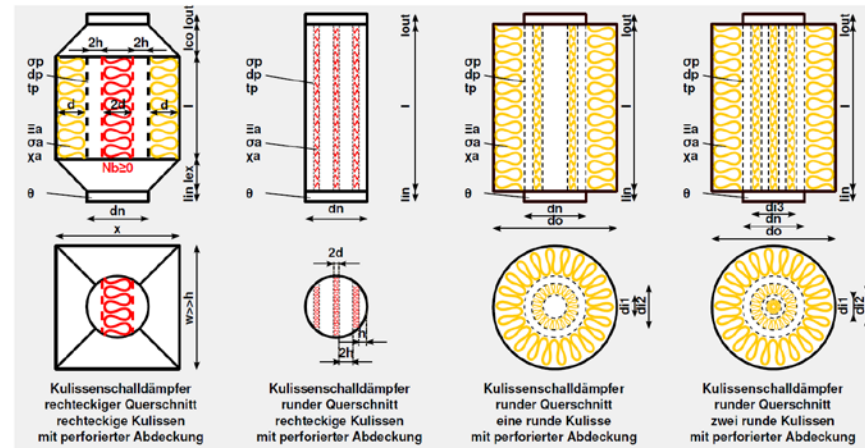 lco lout
2h 2h
σp
dp
tp
d 2d d
l
Ξa
σa
χa
Nb≥0
lin lex
θ
dn
x
w>>h
Kulissenschalldämpfer
rechteckiger Querschnitt
rechteckige Kulissen
mit perforierter Abdeckung
lout
σp
dp
tp
l
Ξa
σa
χa
lin
θ
dn
2d
h
2h
Kulissenschalldämpfer
runder Querschnitt
rechteckige Kulissen
mit perforierter Abdeckung
lout
σp
dp
tp
l
Ξa
σa
χa
lin
θ
dn
do
di1
di2
Kulissenschalldämpfer
runder Querschnitt
eine runde Kulisse
mit perforierter Abdeckung
lout
σp
dp
tp
l
Ξa
σa
χa
lin
θ
di3
dn
do
di1
di2
Kulissenschalldämpfer
runder Querschnitt
zwei runde Kulissen
mit perforierter Abdeckung